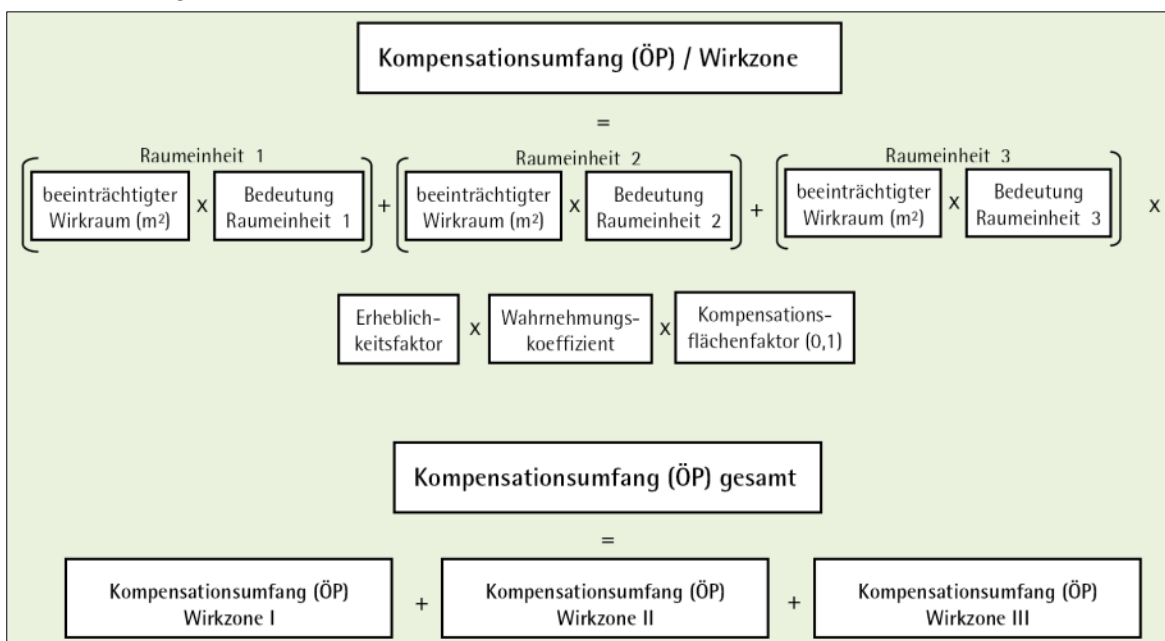 Kompensationsumfang (ÖP) / Wirkzone
=
Raumeinheit 1 Raumeinheit 2 Raumeinheit 3
beeinträchtigter Wirkraum (m²) x Bedeutung Raumeinheit 1 + beeinträchtigter Wirkraum (m²) x Bedeutung Raumeinheit 2 + beeinträchtigter Wirkraum (m²) x Bedeutung Raumeinheit 3 x
Erheblich-
keitsfaktor
x
Wahrnehmungs-
koeffizient
x
Kompensations-
flächenfaktor (0,1)
Kompensationsumfang (ÖP) gesamt
=
Kompensationsumfang (ÖP)
Wirkzone I
+
Kompensationsumfang (ÖP)
Wirkzone II
+
Kompensationsumfang (ÖP)
Wirkzone III